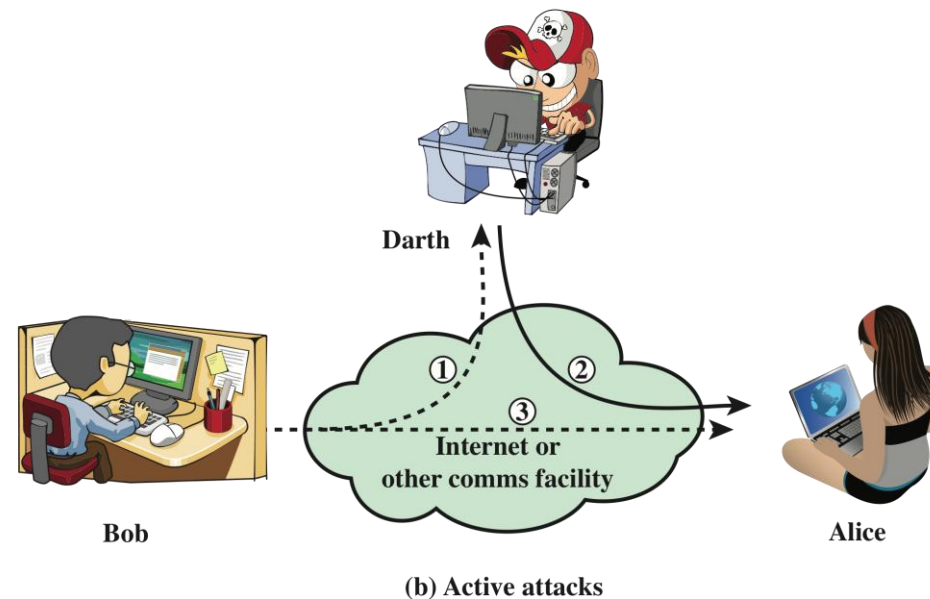 Darth
①
②
③
Internet or
other comms facility
Bob
Alice
(b) Active attacks